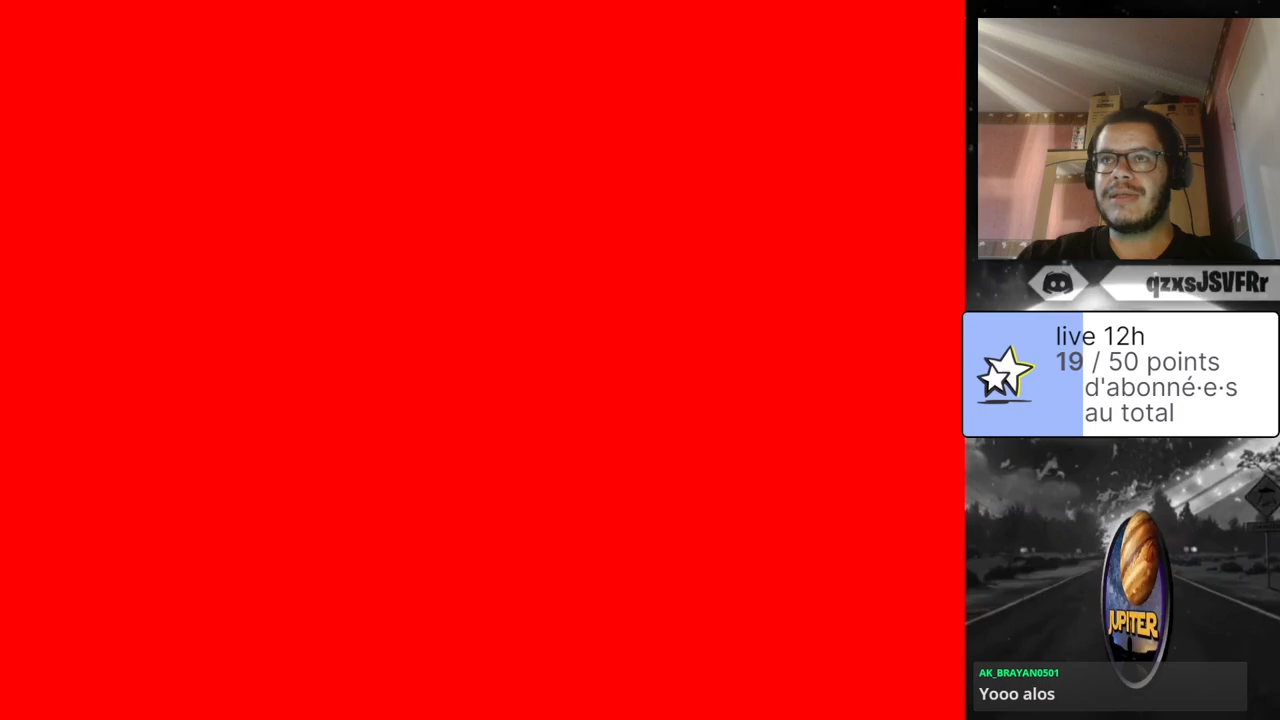 qzxsJSVFRr
live 12h
19 / 50 points
d'abonné·e·s
au total
JUPITER
AK_BRAYAN0501
Yooo alos